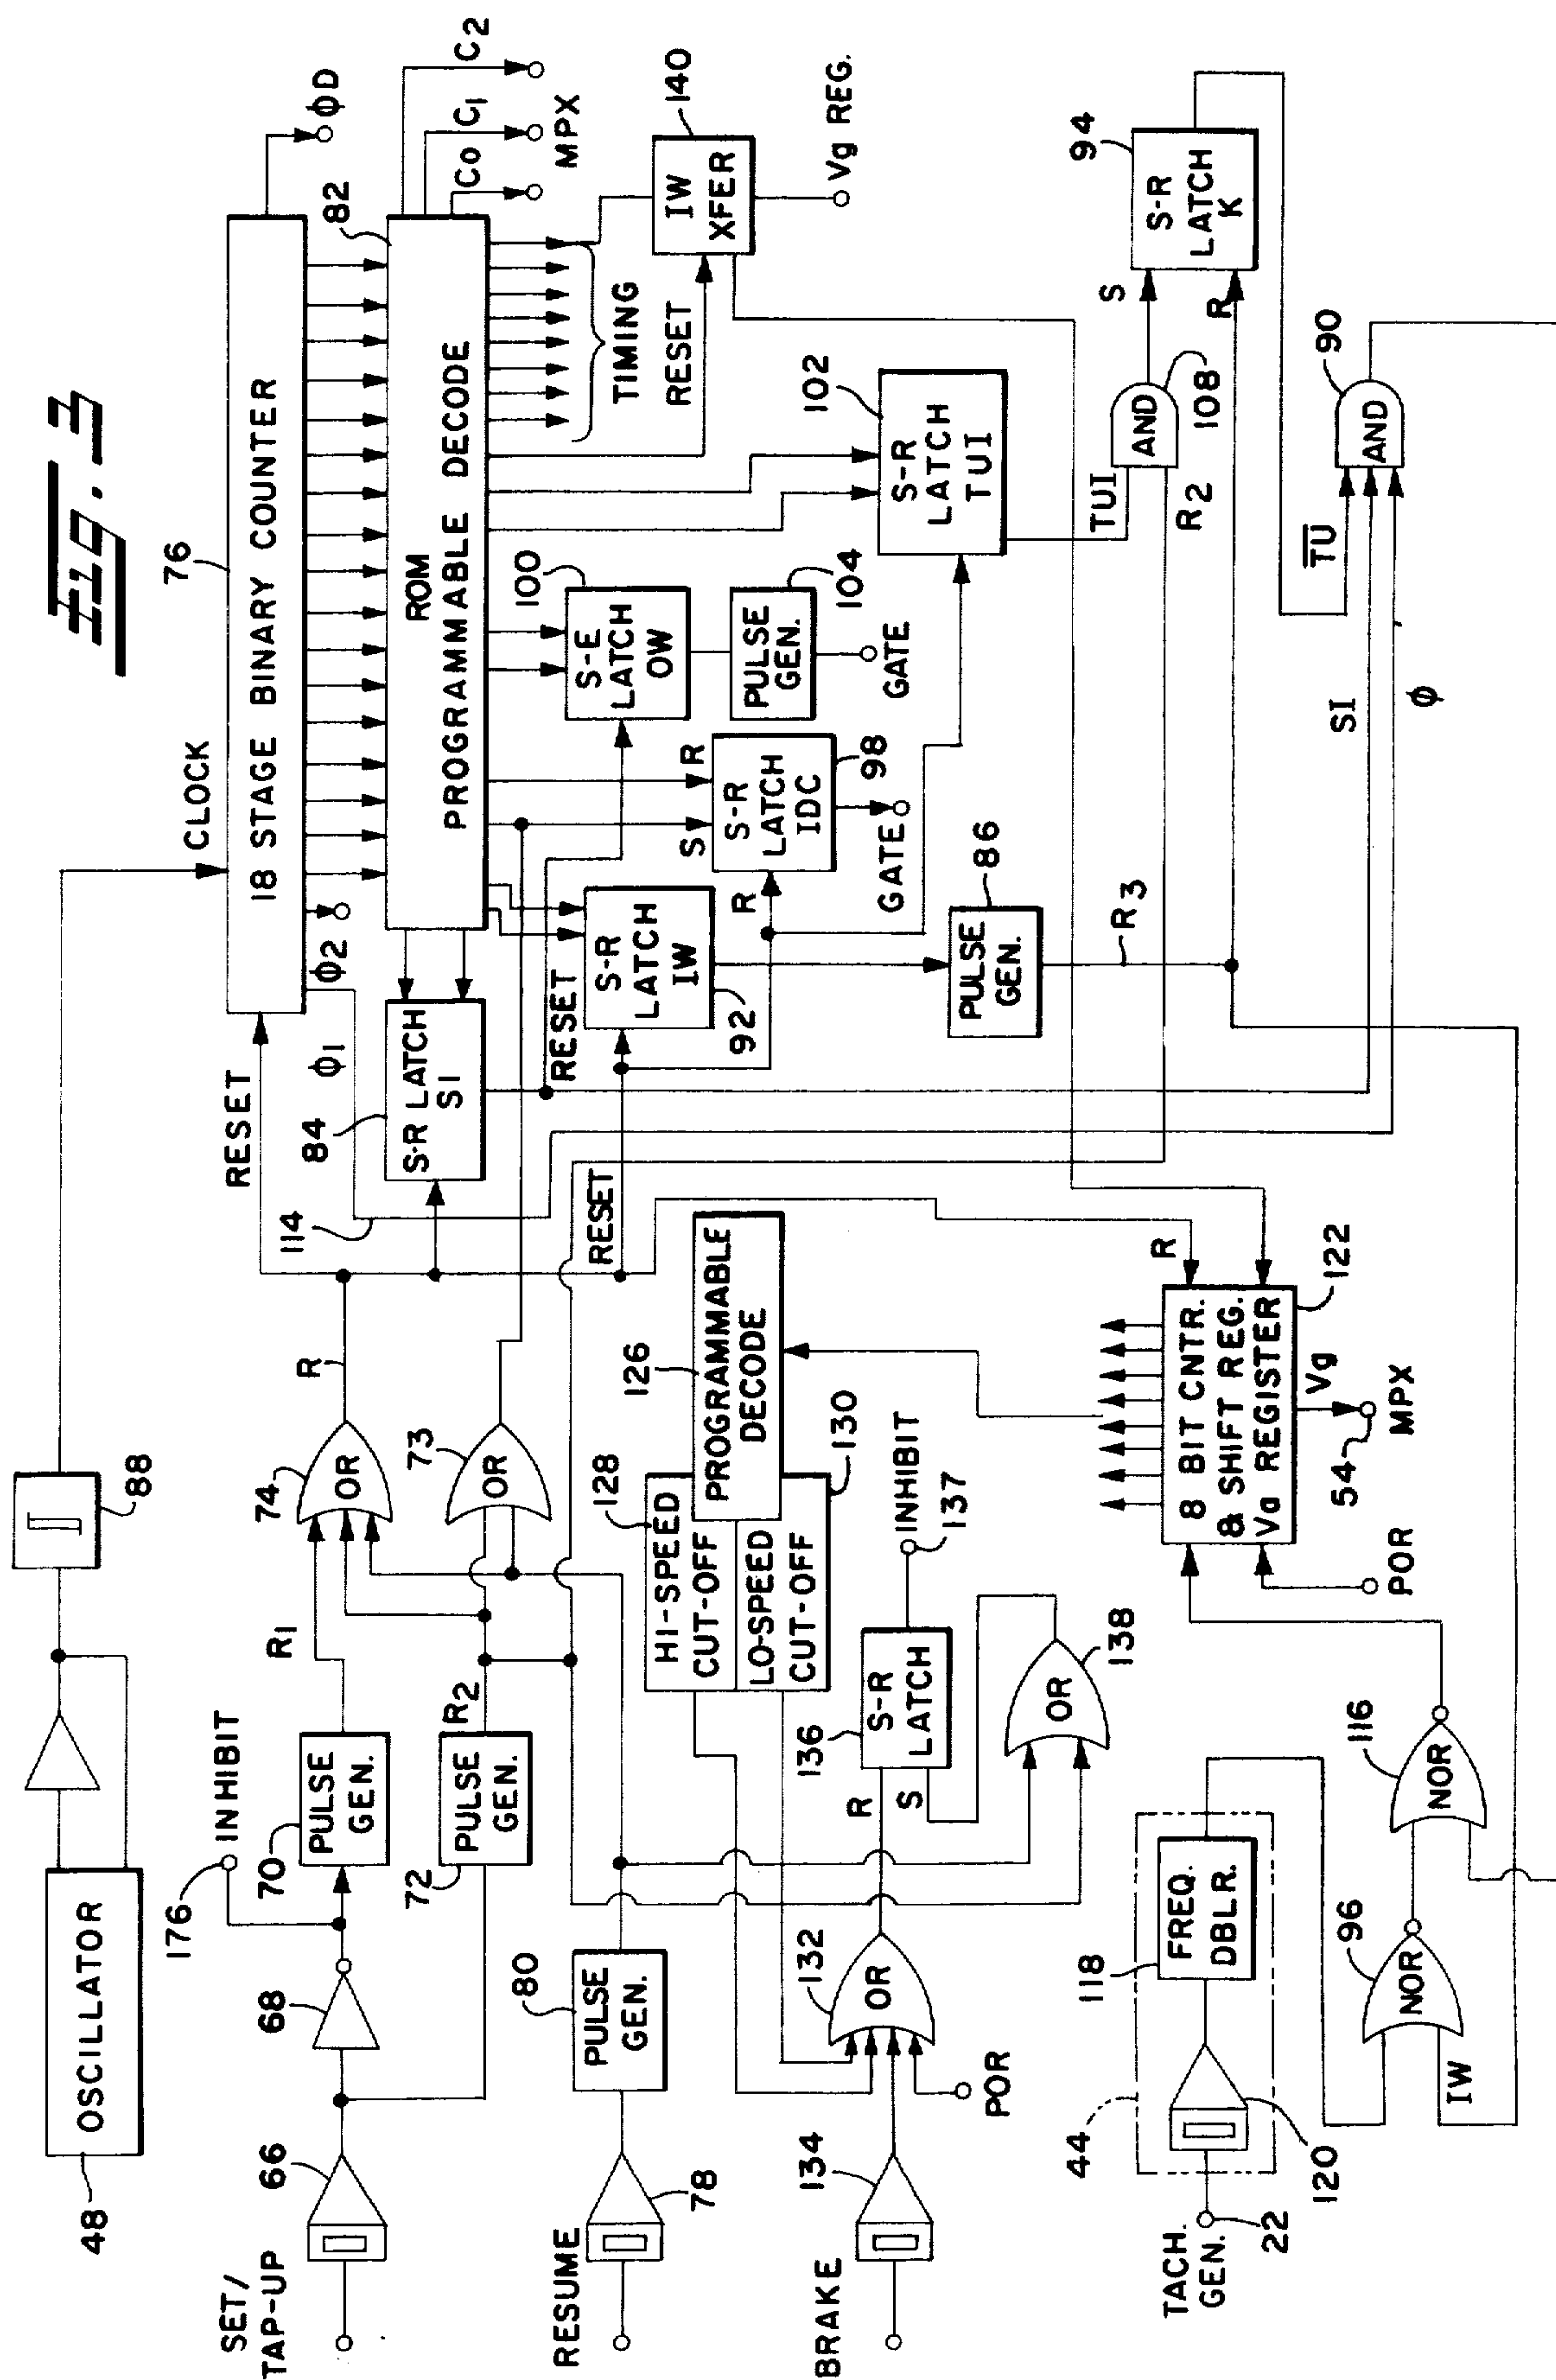 Fig. 3
OSCILLATOR
48
88
CLOCK
76
18 STAGE BINARY COUNTER
RESET
ϕ1
ϕ2
ϕD
SET/
TAP-UP
66
68
176
INHIBIT
70
PULSE
GEN.
R1
74
OR
R
114
84
S-R LATCH
SI
82
ROM
PROGRAMMABLE DECODE
C0
C1
C2
MPX
TIMING
72
PULSE
GEN.
R2
73
OR
RESUME
78
80
PULSE
GEN.
RESET
RESET
S-R
LATCH
IW
92
S
R
R
S-R
LATCH
IDC
98
GATE
100
S-E
LATCH
OW
PULSE
GEN.
104
GATE
RESET
IW
XFER
140
Vg REG.
S-R
LATCH
TUI
102
128
HI-SPEED
CUT-OFF
LO-SPEED
CUT-OFF
130
126
PROGRAMMABLE
DECODE
BRAKE
134
132
OR
POR
R
S
136
S-R
LATCH
INHIBIT
137
OR
138
86
PULSE
GEN.
R3
TUI
R2
AND
108
S
R
94
S-R
LATCH
K
TACH.
GEN.
22
44
120
118
FREQ.
DBLR.
IW
96
NOR
116
NOR
POR
8 BIT CNTR.
& SHIFT REG.
Va REGISTER
R
122
Vg
54
MPX
SI
TU
ϕ
AND
90